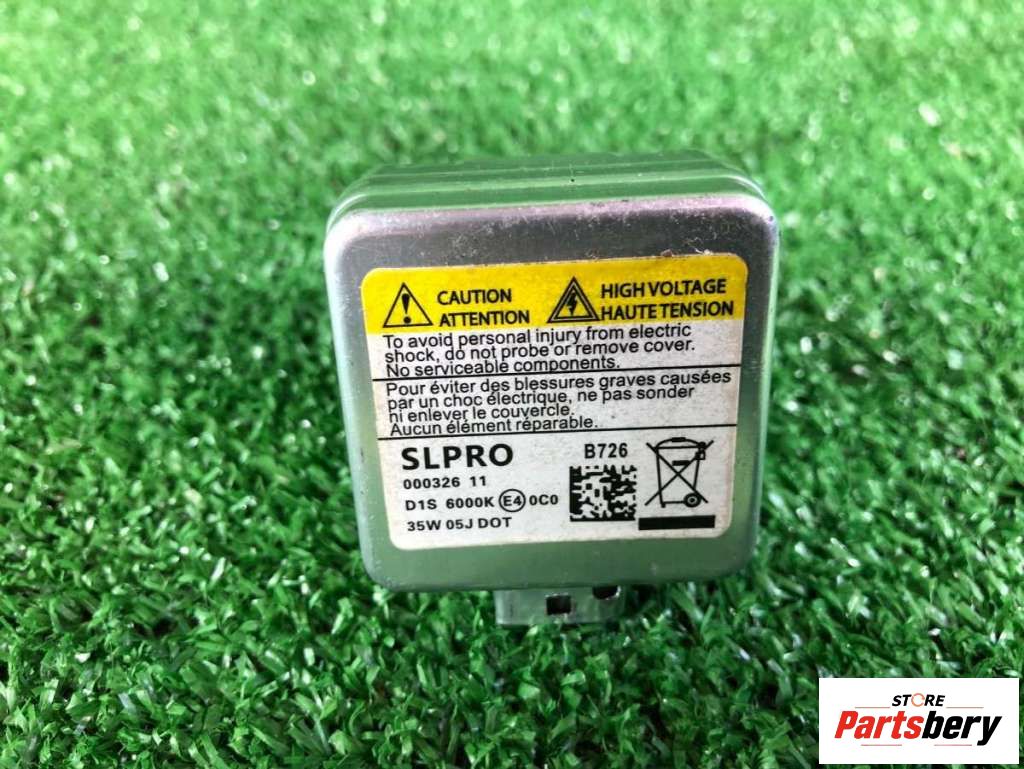 CAUTION
ATTENTION
HIGH VOLTAGE
HAUTE TENSION
To avoid personal injury from electric
shock, do not probe or remove cover.
No serviceable components.
Pour éviter des blessures graves causées
par un choc électrique, ne pas sonder
ni enlever le couvercle.
Aucun élément réparable.
SLPRO B726
000326 11
D1S 6000K E4 0C0
35W 05J DOT
STORE
Partsbery